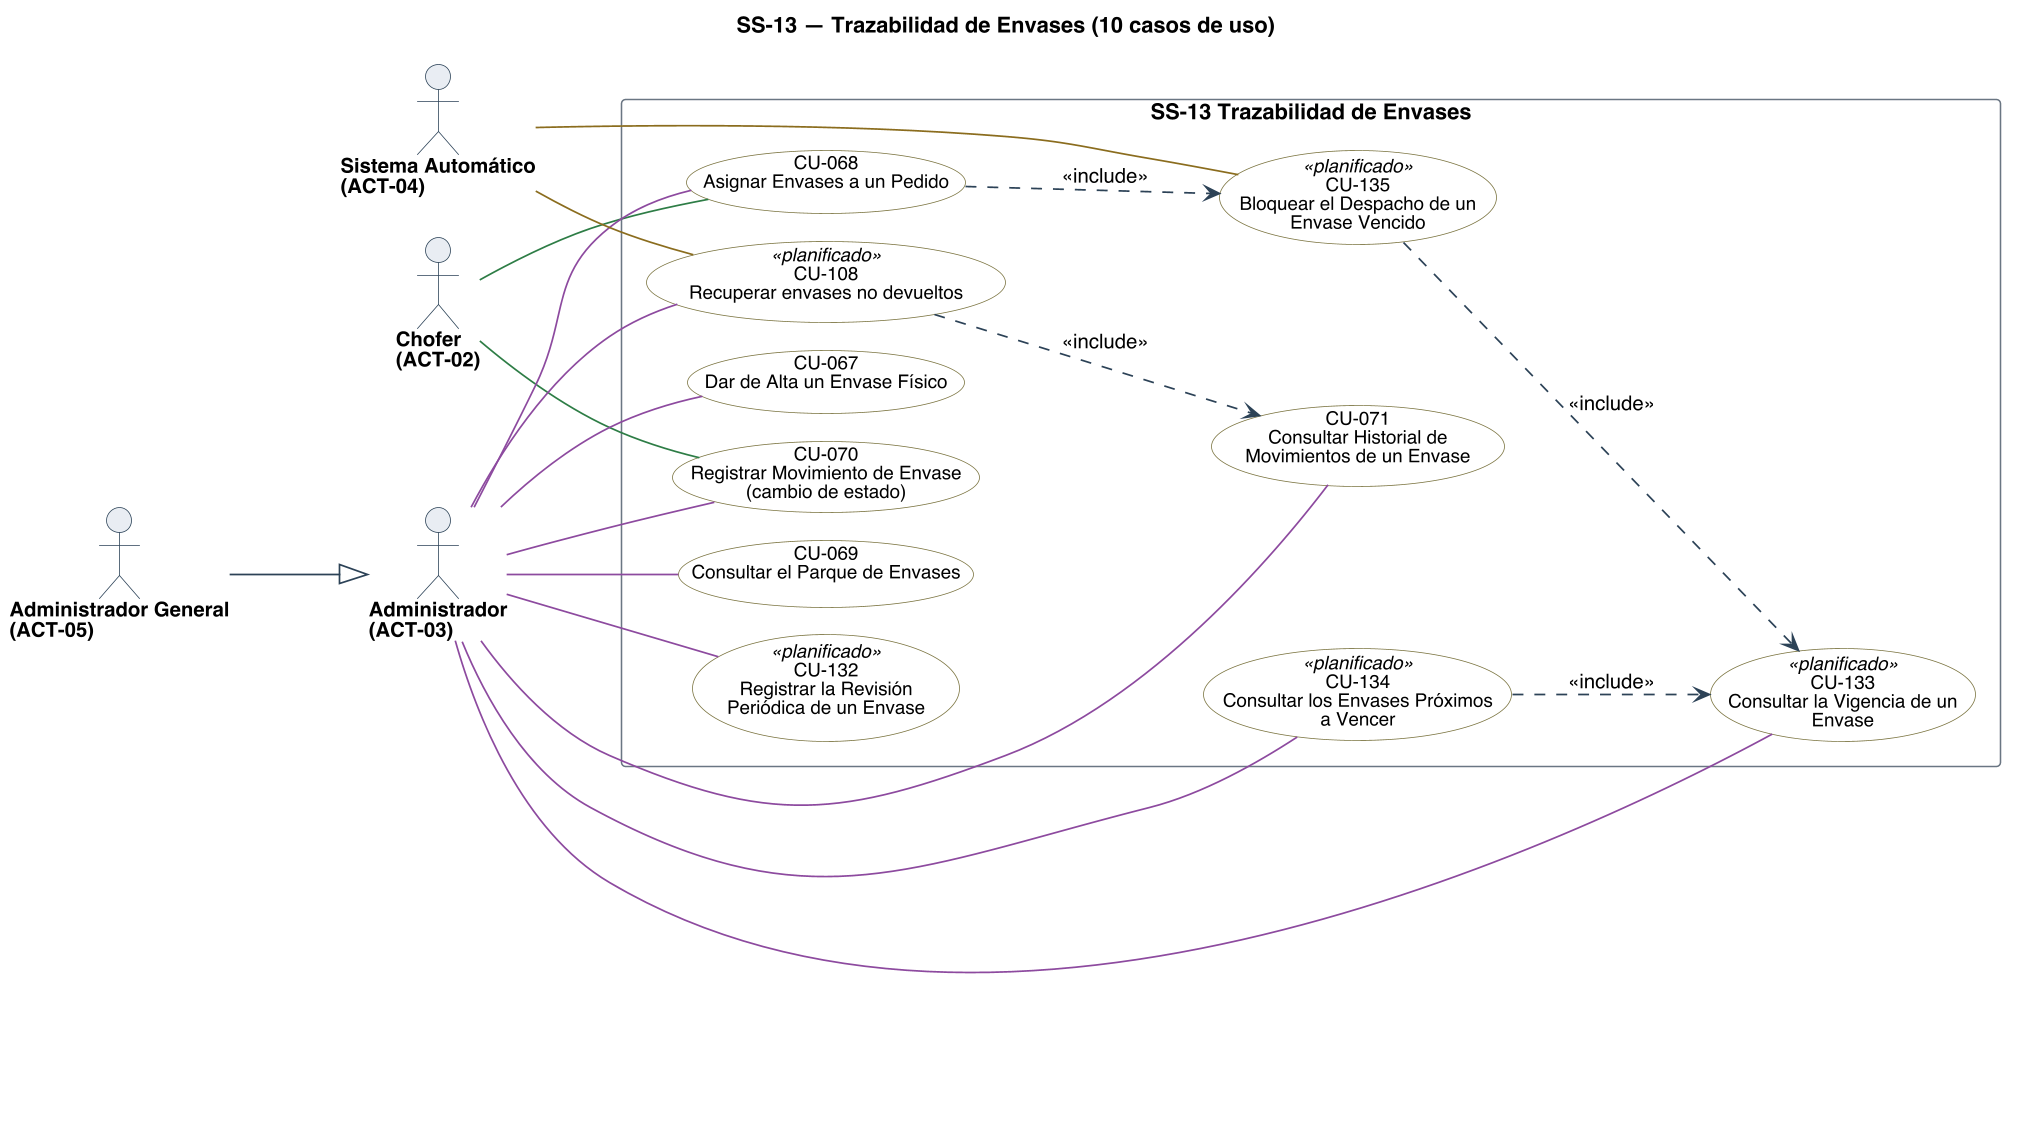 SS-13 — Trazabilidad de Envases (10 casos de uso)
SS-13 Trazabilidad de Envases
Sistema Automático
(ACT-04)
Chofer
(ACT-02)
Administrador General
(ACT-05)
Administrador
(ACT-03)
CU-068
Asignar Envases a un Pedido
«include»
«planificado»
CU-135
Bloquear el Despacho de un
Envase Vencido
«planificado»
CU-108
Recuperar envases no devueltos
«include»
CU-067
Dar de Alta un Envase Físico
«include»
CU-071
Consultar Historial de
Movimientos de un Envase
CU-070
Registrar Movimiento de Envase
(cambio de estado)
CU-069
Consultar el Parque de Envases
«planificado»
CU-132
Registrar la Revisión
Periódica de un Envase
«planificado»
CU-134
Consultar los Envases Próximos
a Vencer
«include»
«planificado»
CU-133
Consultar la Vigencia de un
Envase